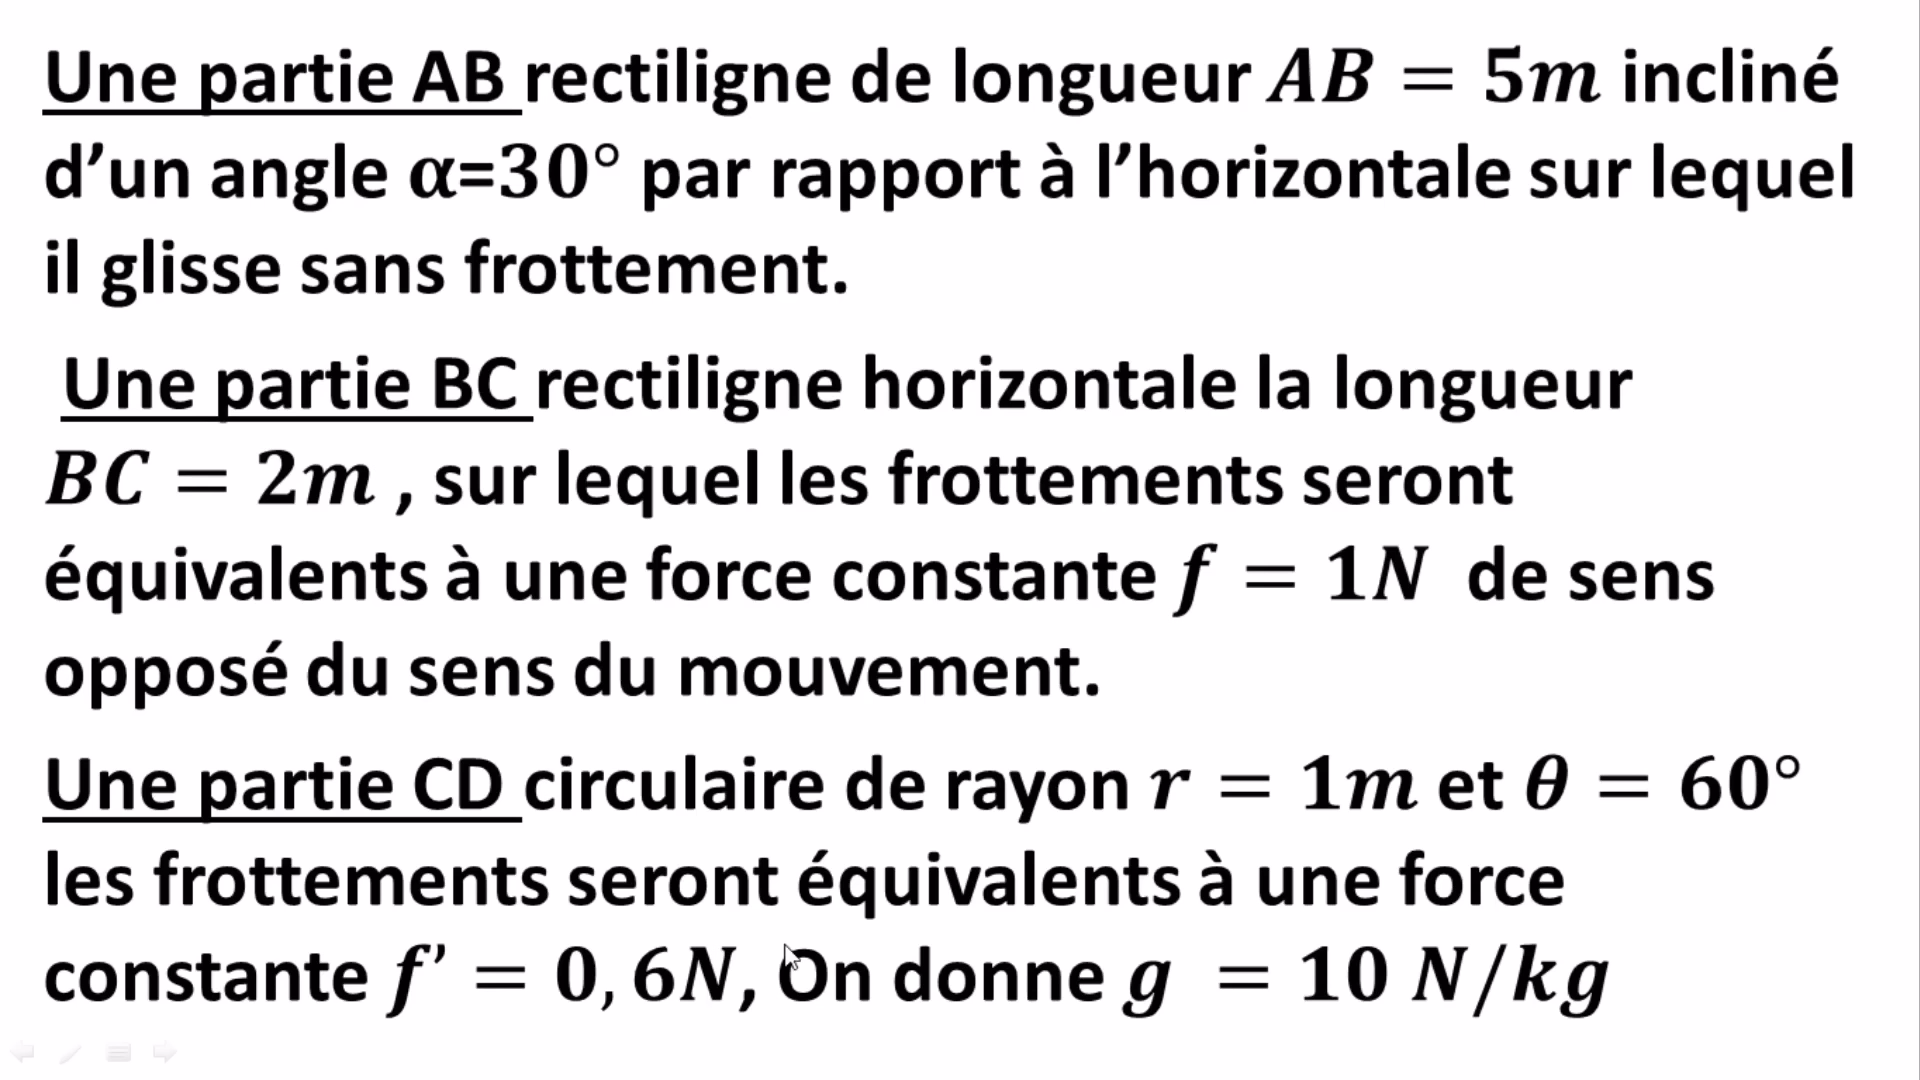 Une partie AB rectiligne de longueur AB = 5m incliné
d’un angle α=30° par rapport à l’horizontale sur lequel
il glisse sans frottement.
Une partie BC rectiligne horizontale la longueur
BC = 2m , sur lequel les frottements seront
équivalents à une force constante f = 1N de sens
opposé du sens du mouvement.
Une partie CD circulaire de rayon r = 1m et θ = 60°
les frottements seront équivalents à une force
constante f’ = 0, 6N, On donne g = 10 N/kg